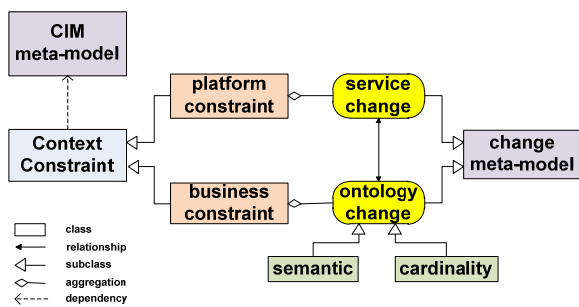 CIM
meta-model
platform
constraint
service
change
Context
Constraint
change
meta-model
business
constraint
ontology
change
class
relationship
subclass
aggregation
dependency
semantic
cardinality